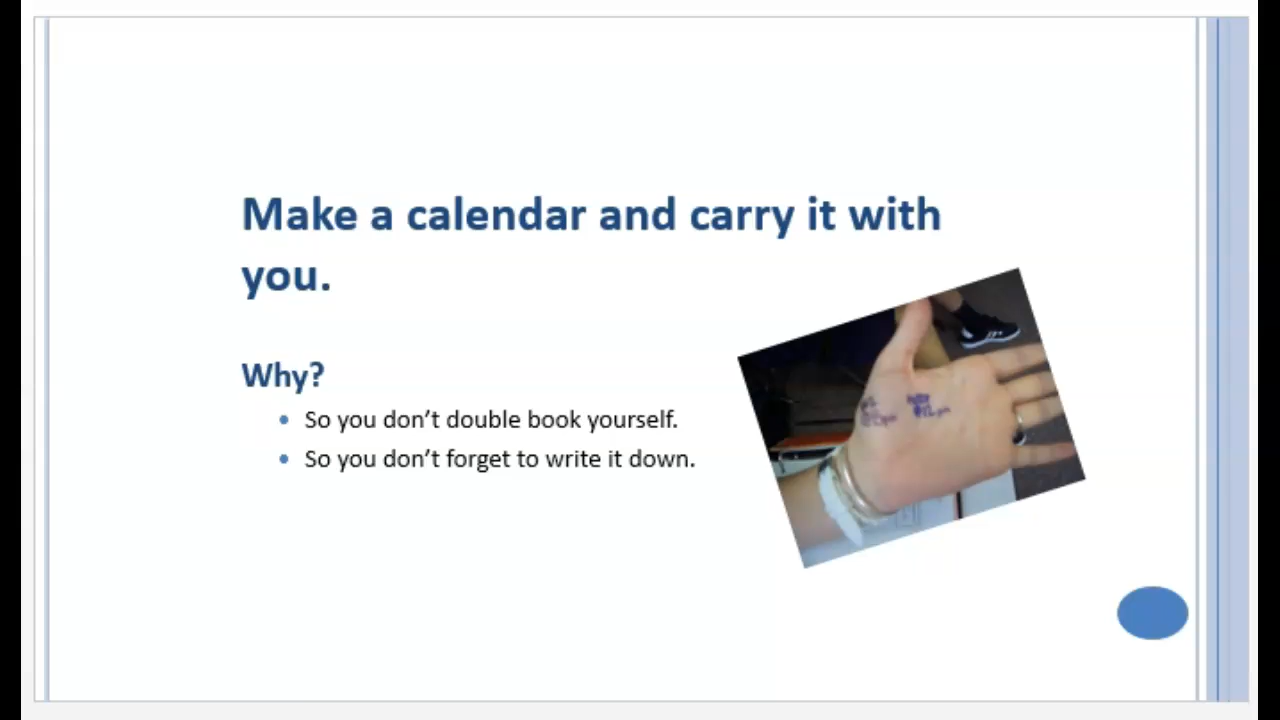 Make a calendar and carry it with
you.
Why?
• So you don’t double book yourself.
• So you don’t forget to write it down.